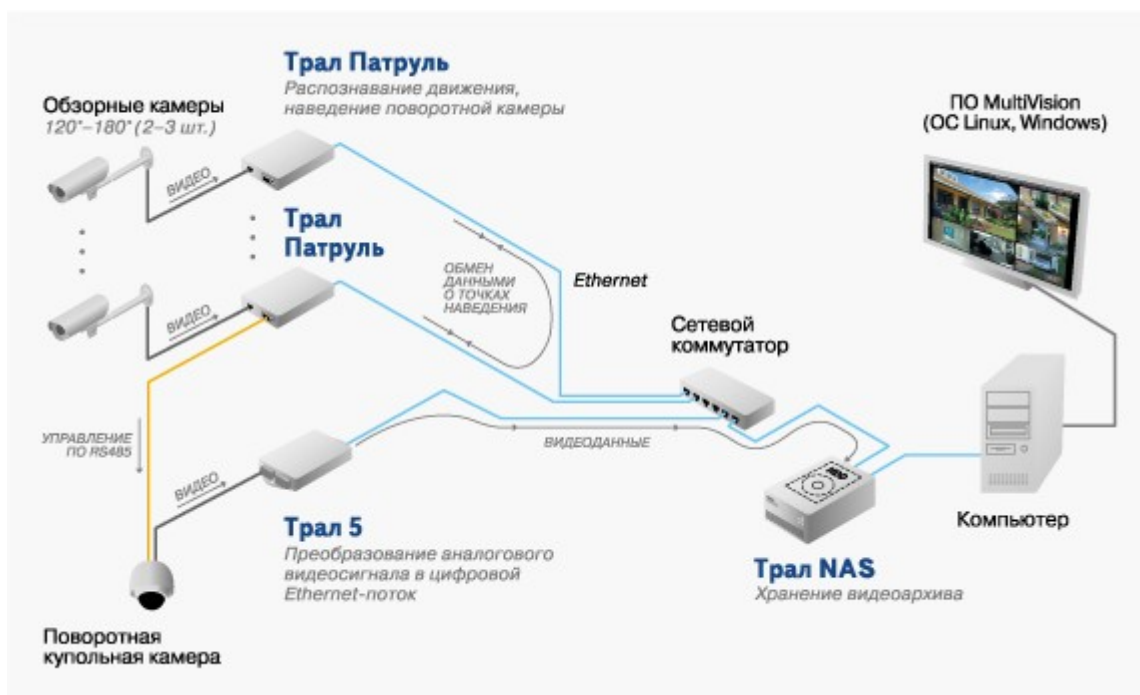 Трал Патруль
Распознавание движения,
наведение поворотной камеры
Обзорные камеры
120°–180° (2–3 шт.)
ВИДЕО
ПО MultiVision
(ОС Linux, Windows)
Трал
Патруль
ОБМЕН
ДАННЫМИ
О ТОЧКАХ
НАВЕДЕНИЯ
Ethernet
ВИДЕО
Сетевой
коммутатор
УПРАВЛЕНИЕ
ПО RS485
ВИДЕОДАННЫЕ
ВИДЕО
HDD
Компьютер
Трал 5
Преобразование аналогового
видеосигнала в цифровой
Ethernet-поток
Трал NAS
Хранение видеоархива
Поворотная
купольная камера